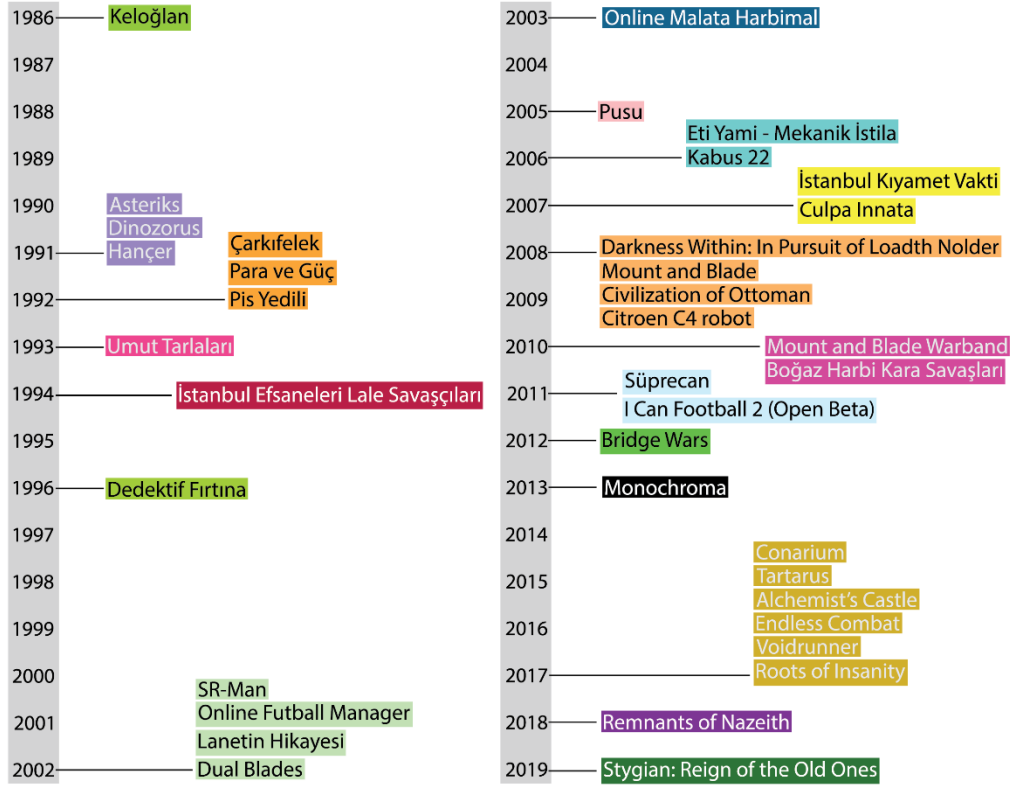 1986
Keloğlan
1987
1988
1989
1990
Asteriks
Dinozorus
1991
Hançer
Çarkıfelek
Para ve Güç
1992
Pis Yedili
1993
Umut Tarlaları
1994
İstanbul Efsaneleri Lale Savaşçıları
1995
1996
Dedektif Fırtına
1997
1998
1999
2000
SR-Man
2001
Online Futball Manager
Lanetin Hikayesi
2002
Dual Blades
2003
Online Malata Harbimal
2004
2005
Pusu
Eti Yami - Mekanik İstila
2006
Kabus 22
İstanbul Kıyamet Vakti
2007
Culpa Innata
2008
Darkness Within: In Pursuit of Loadth Nolder
Mount and Blade
2009
Civilization of Ottoman
Citroen C4 robot
2010
Mount and Blade Warband
Boğaz Harbi Kara Savaşları
2011
Süprecan
I Can Football 2 (Open Beta)
2012
Bridge Wars
2013
Monochroma
2014
Conarium
2015
Tartarus
Alchemist's Castle
2016
Endless Combat
Voidrunner
2017
Roots of Insanity
2018
Remnants of Nazeith
2019
Stygian: Reign of the Old Ones